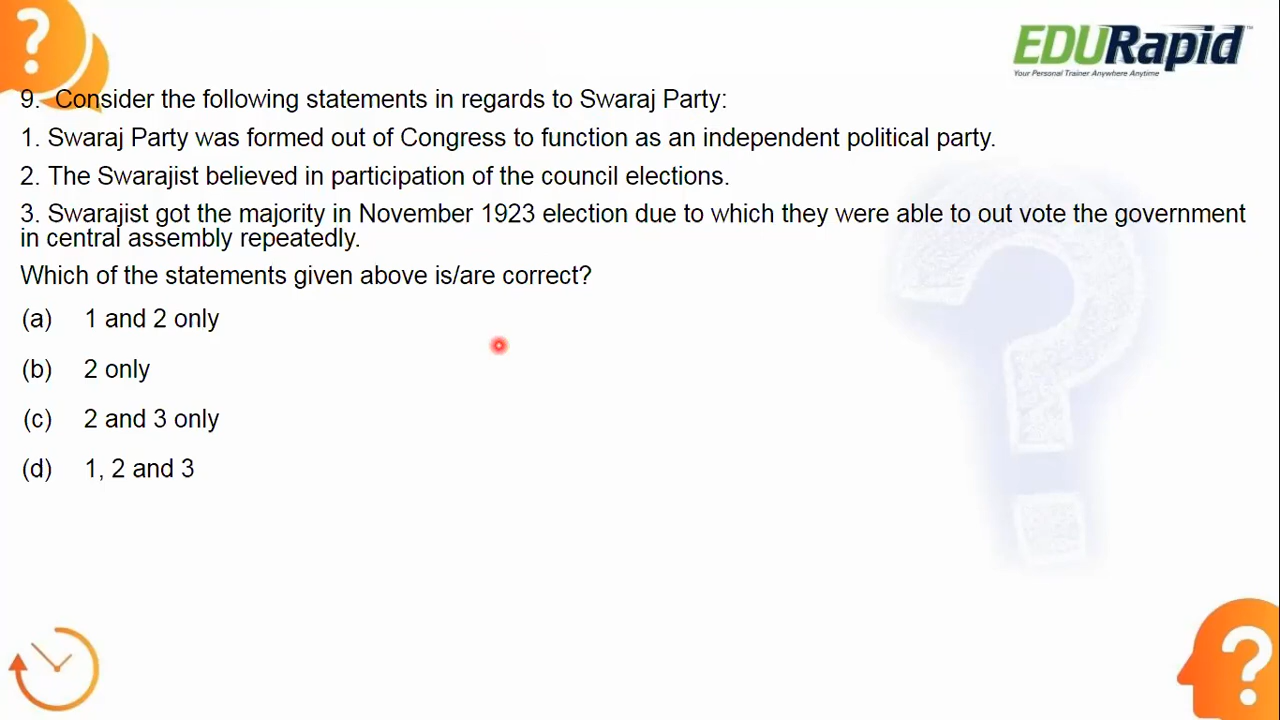 EDURapid™
Your Personal Trainer Anywhere Anytime
9. Consider the following statements in regards to Swaraj Party:
1. Swaraj Party was formed out of Congress to function as an independent political party.
2. The Swarajist believed in participation of the council elections.
3. Swarajist got the majority in November 1923 election due to which they were able to out vote the government
in central assembly repeatedly.
Which of the statements given above is/are correct?
(a) 1 and 2 only
(b) 2 only
(c) 2 and 3 only
(d) 1, 2 and 3